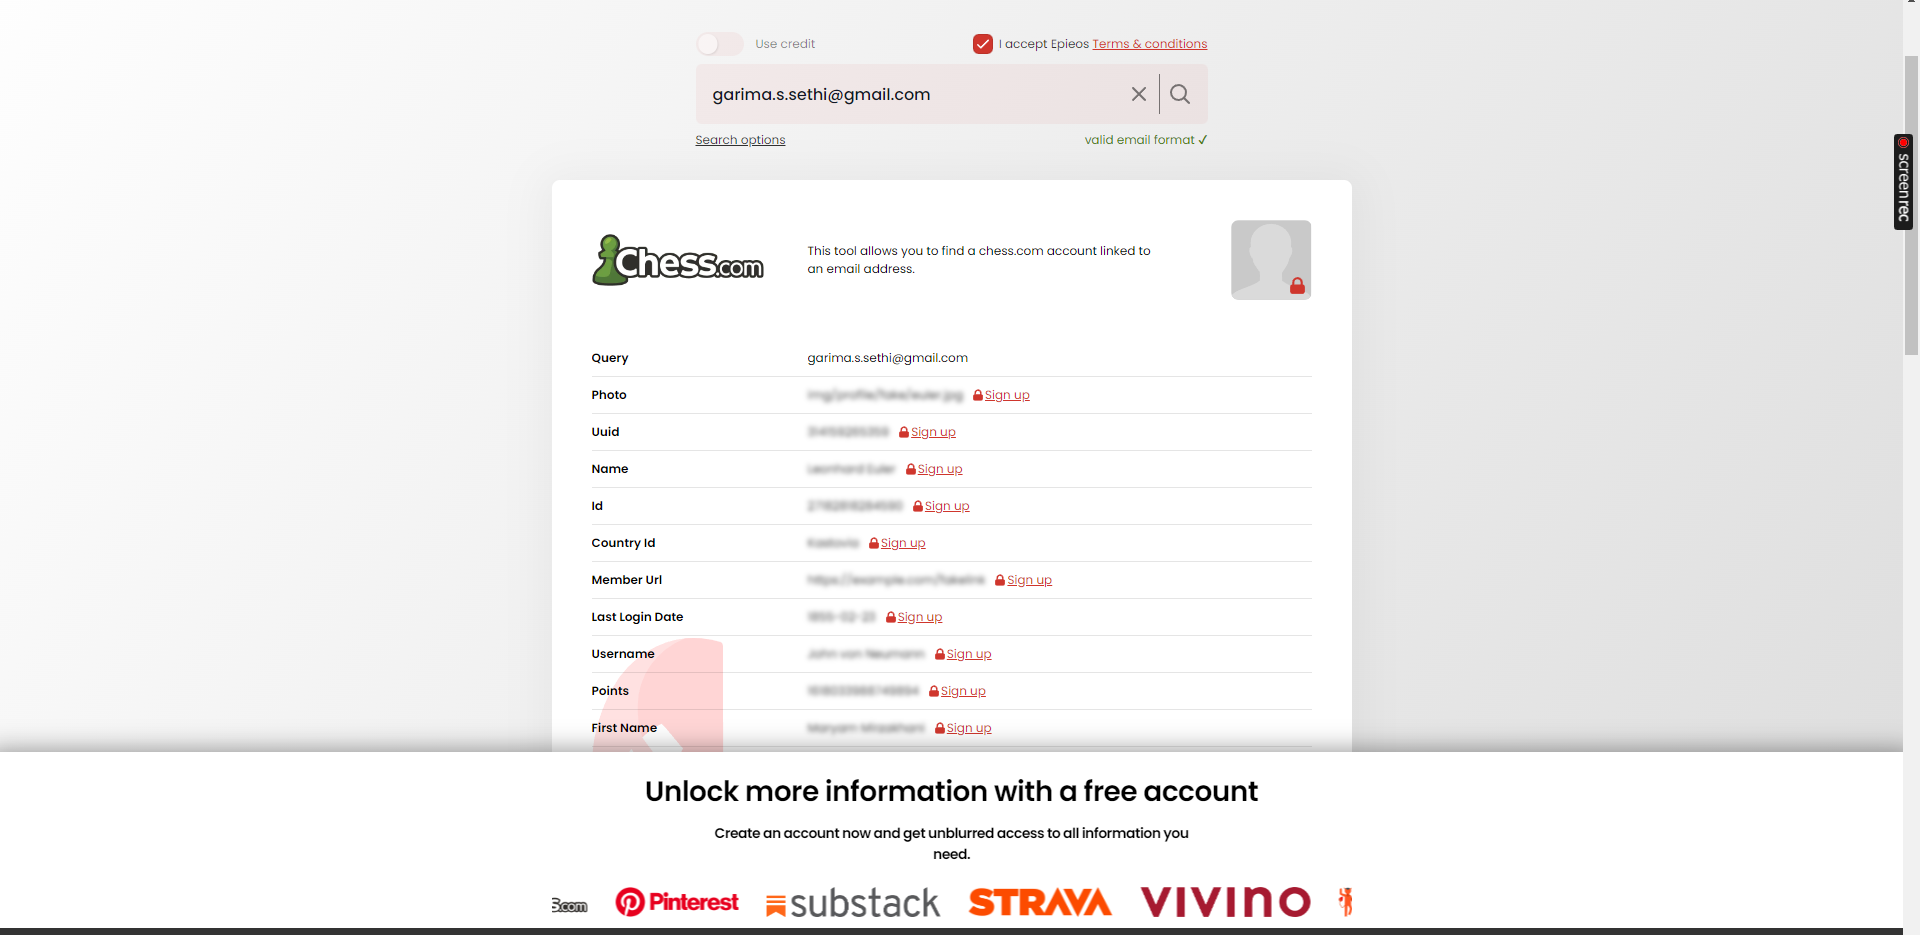 Use credit
I accept Epieos Terms & conditions
garima.s.sethi@gmail.com
Search options
valid email format ✓
Chess.com
This tool allows you to find a chess.com account linked to
an email address.
Query garima.s.sethi@gmail.com
Photo Sign up
Uuid Sign up
Name Sign up
Id Sign up
Country Id Sign up
Member Url Sign up
Last Login Date Sign up
Username Sign up
Points Sign up
First Name Sign up
Unlock more information with a free account
Create an account now and get unblurred access to all information you
need.
.com Pinterest substack STRAVA VIVINO
screenrec